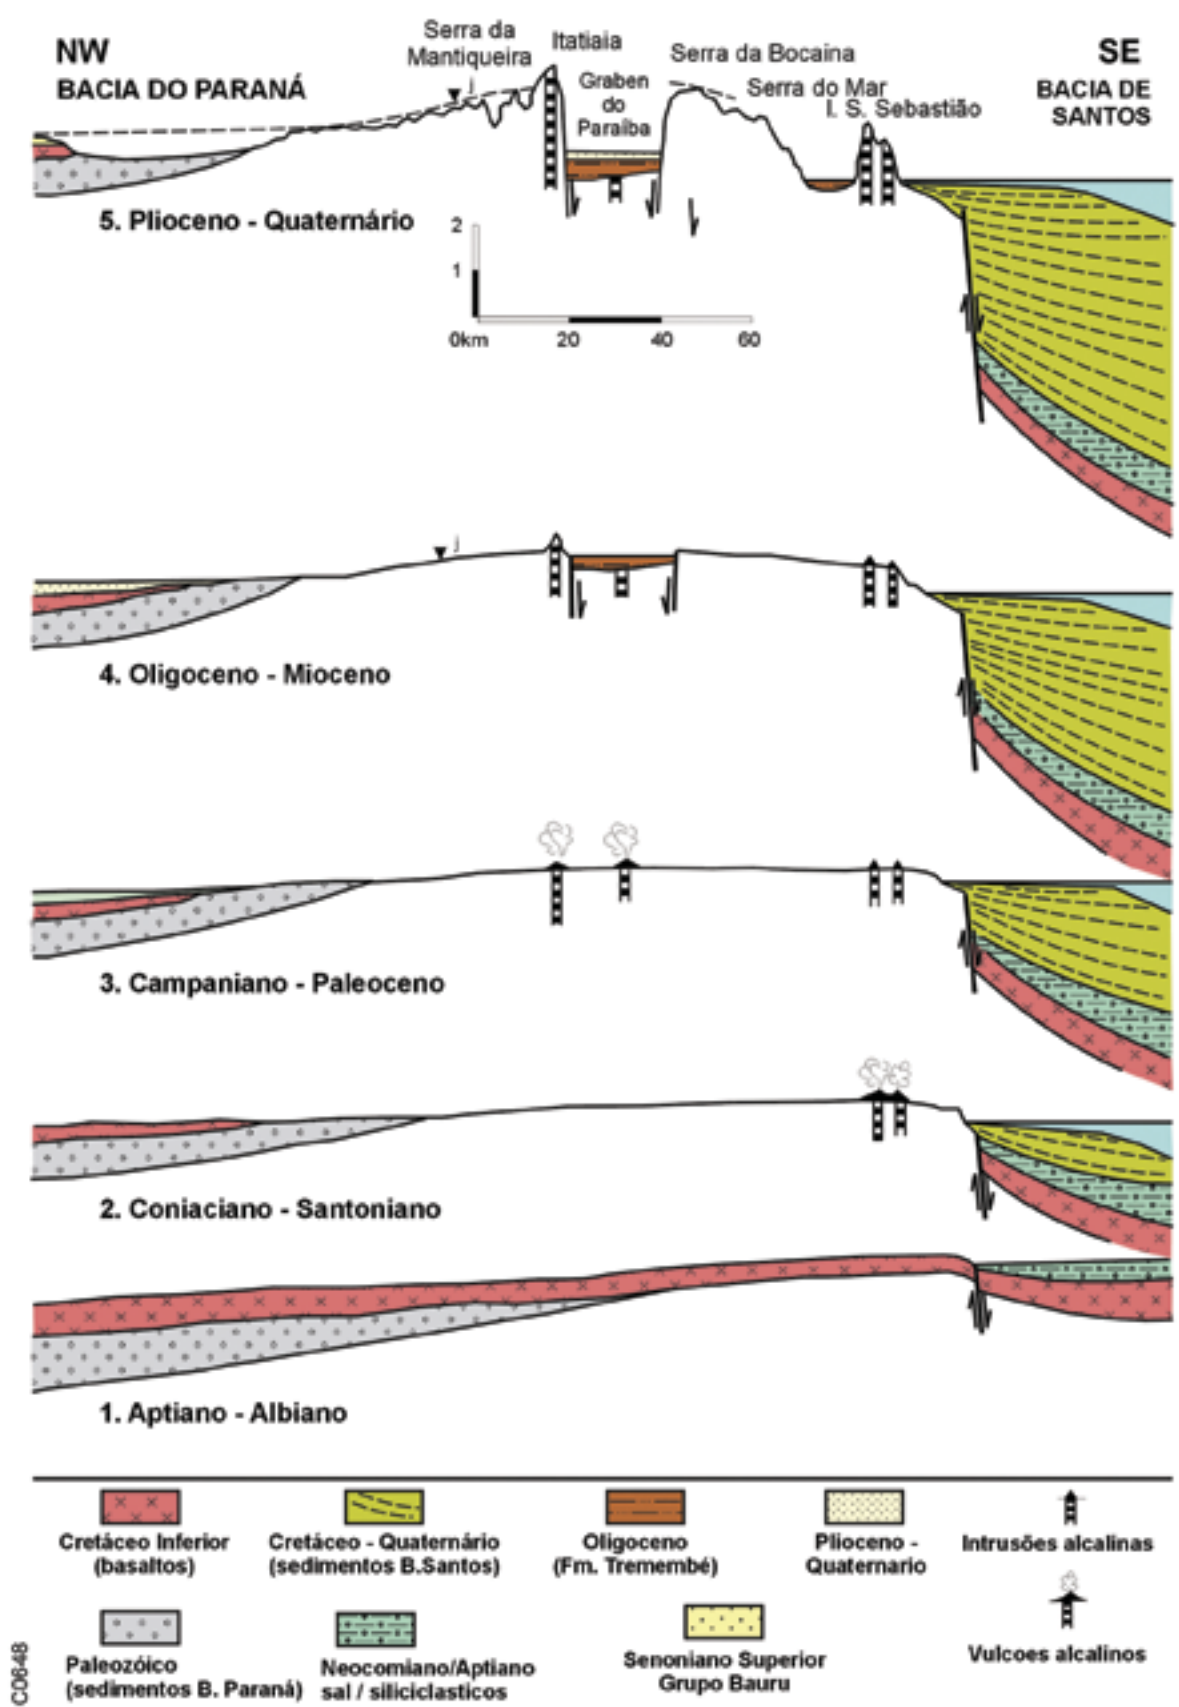 NW
BACIA DO PARANÁ
Serra da
Mantiqueira
Itatiaia
Graben
do
Paraíba
Serra da Bocaina
Serra do Mar
I. S. Sebastião
SE
BACIA DE
SANTOS
j
5. Plioceno - Quaternário
2
1
0km
20
40
60
j
4. Oligoceno - Mioceno
3. Campaniano - Paleoceno
2. Coniaciano - Santoniano
1. Aptiano - Albiano
Cretáceo Inferior
(basaltos)
Cretáceo - Quaternário
(sedimentos B.Santos)
Oligoceno
(Fm. Tremembé)
Plioceno -
Quaternario
Intrusões alcalinas
Paleozóico
(sedimentos B. Paraná)
Neocomiano/Aptiano
sal / siliciclasticos
Senoniano Superior
Grupo Bauru
Vulcoes alcalinos
C0648